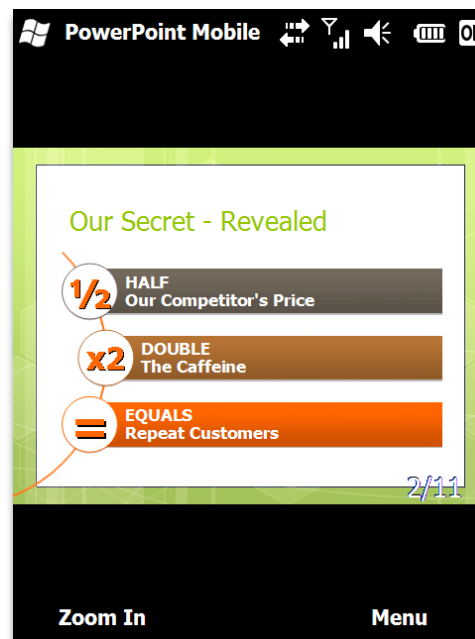 PowerPoint Mobile
Our Secret - Revealed
½
HALF
Our Competitor's Price
x2
DOUBLE
The Caffeine
=
EQUALS
Repeat Customers
2/11
Zoom In
Menu